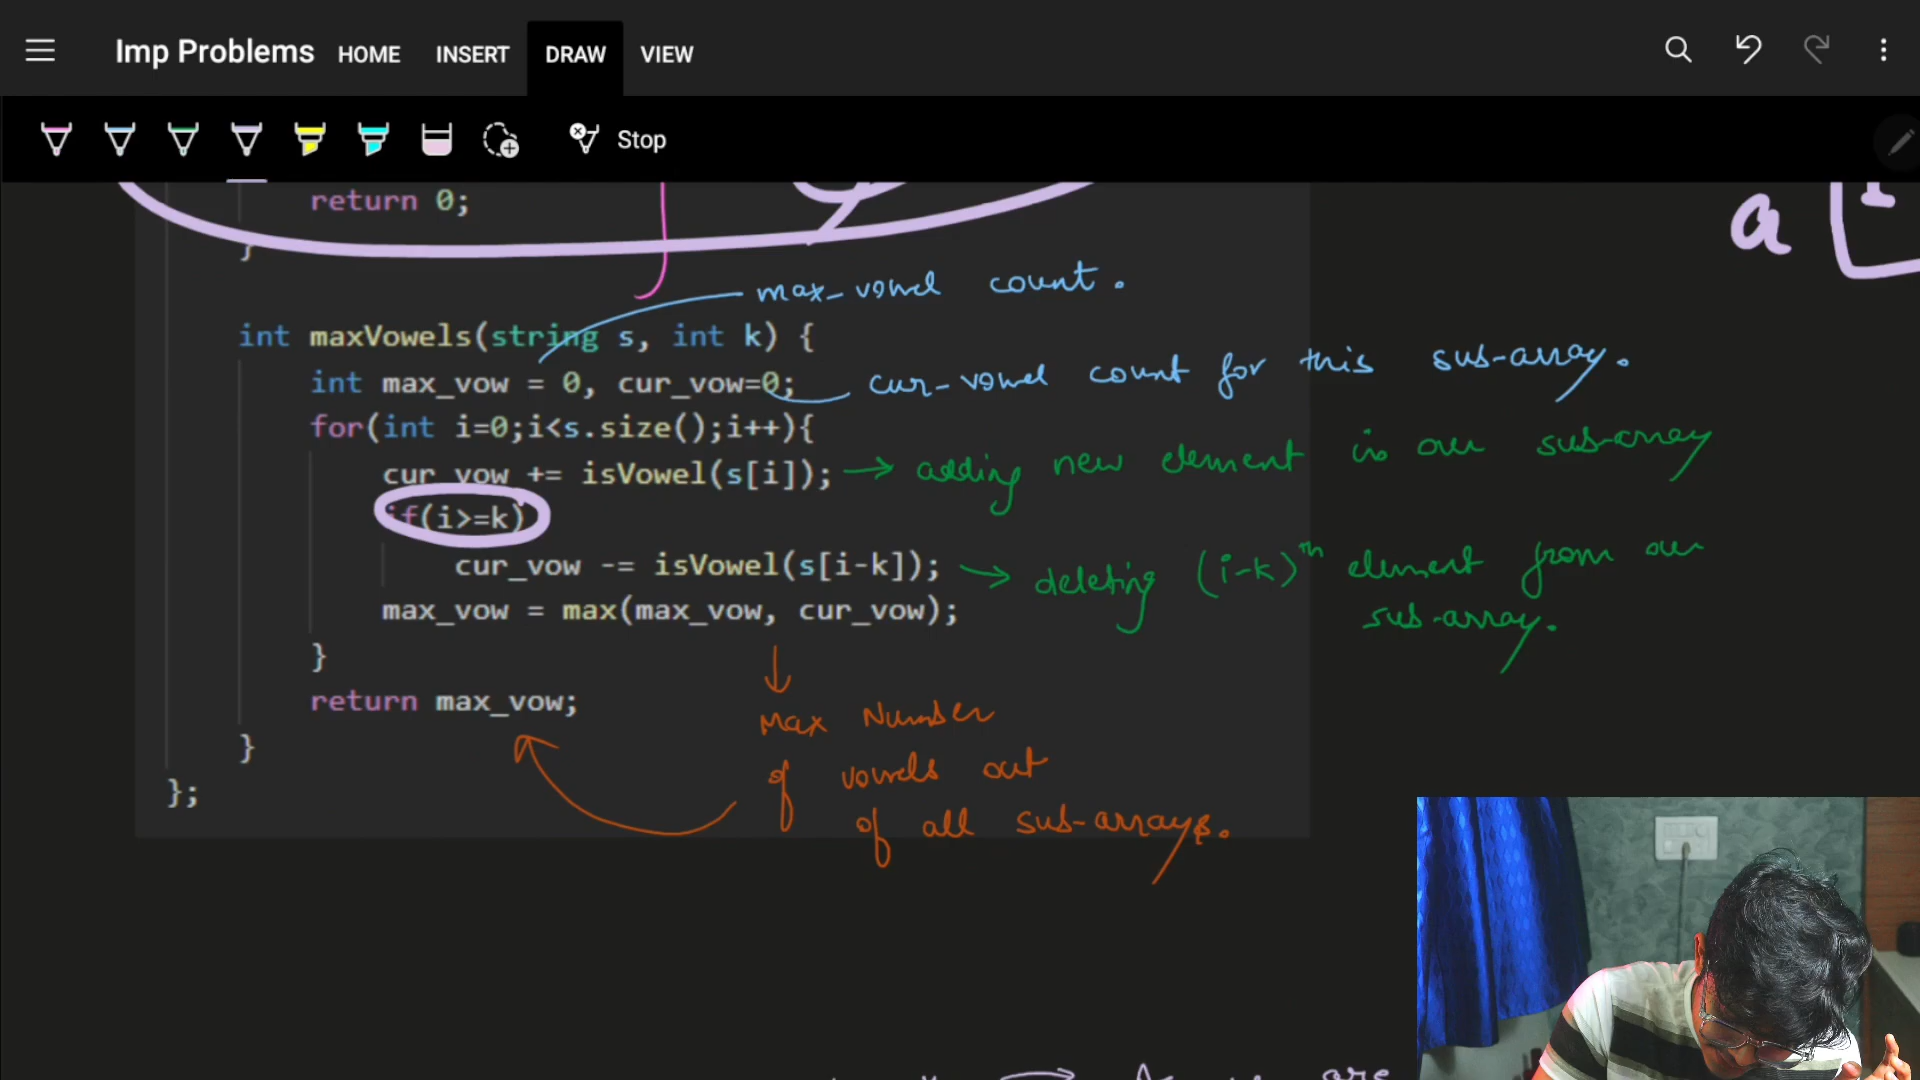 Imp Problems HOME INSERT DRAW VIEW
Stop
return 0;
}
max_vowel count.
int maxVowels(string s, int k) {
int max_vow = 0, cur_vow=0;
cur-vowel count for this sub-array.
for(int i=0;i<s.size();i++){
cur_vow += isVowel(s[i]);
→ adding new element in our sub-array
if(i>=k)
cur_vow -= isVowel(s[i-k]);
→ deleting (i-k)th element from our
sub-array.
max_vow = max(max_vow, cur_vow);
}
return max_vow;
Max Number
of vowels out
of all sub-arrays.
}
};
a